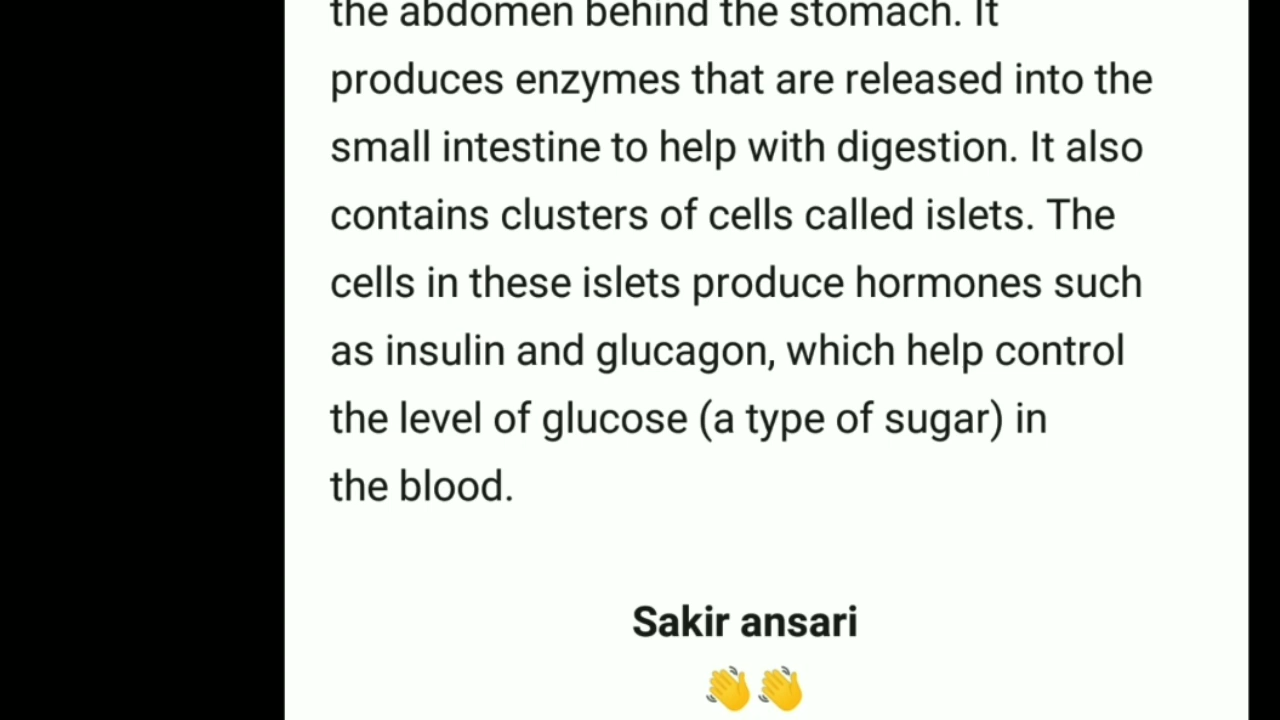 the abdomen behind the stomach. It
produces enzymes that are released into the
small intestine to help with digestion. It also
contains clusters of cells called islets. The
cells in these islets produce hormones such
as insulin and glucagon, which help control
the level of glucose (a type of sugar) in
the blood.
Sakir ansari
👋👋